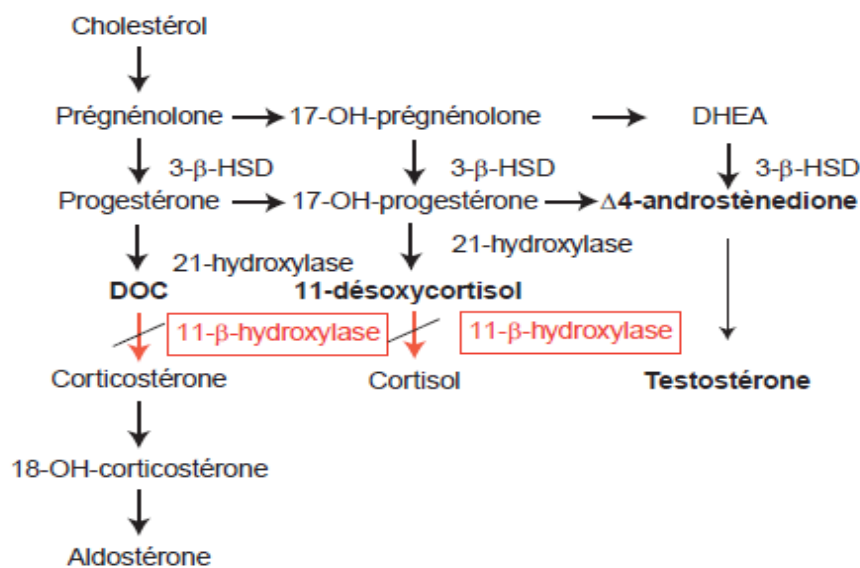 Cholestérol
Prégnénolone 17-OH-prégnénolone DHEA
3-β-HSD 3-β-HSD 3-β-HSD
Progestérone 17-OH-progestérone Δ4-androstènedione
21-hydroxylase 21-hydroxylase
DOC 11-désoxycortisol
11-β-hydroxylase 11-β-hydroxylase
Corticostérone Cortisol Testostérone
18-OH-corticostérone
Aldostérone